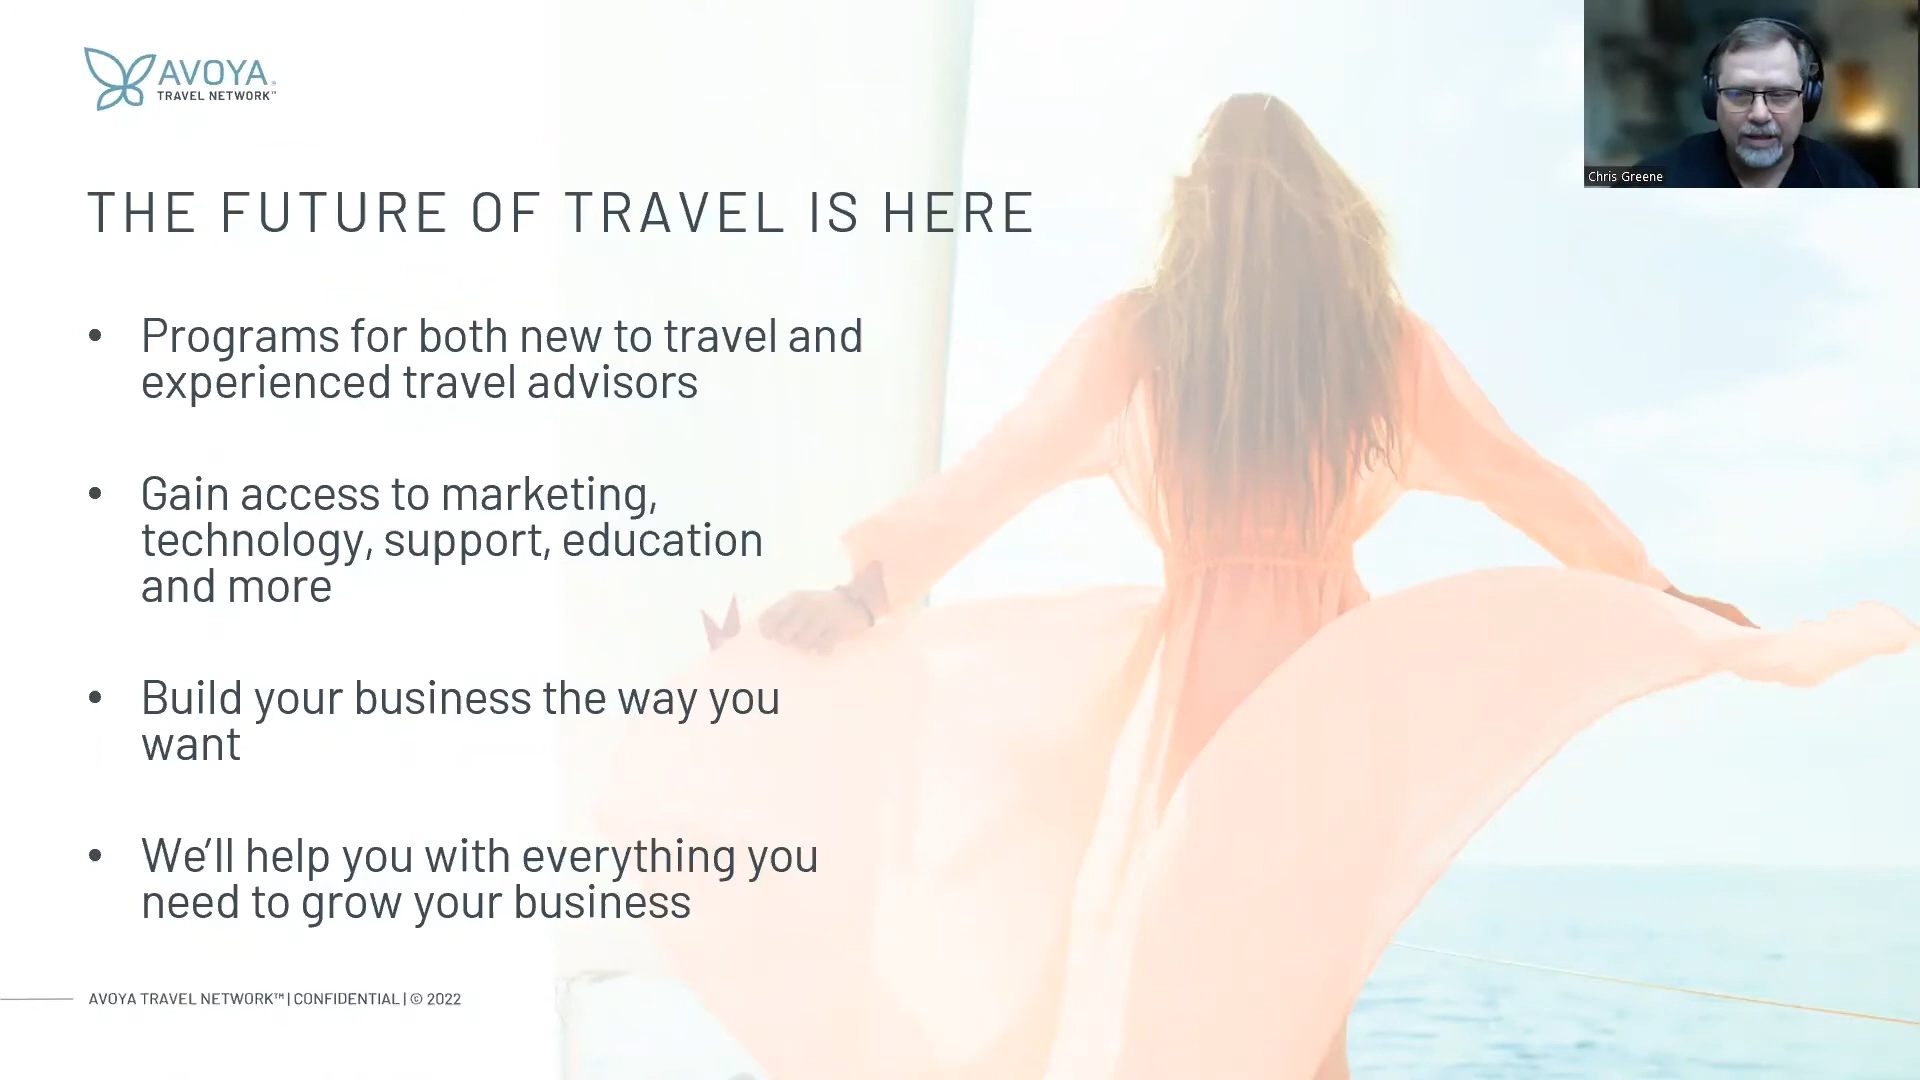 AVOYA®
TRAVEL NETWORK™
Chris Greene
THE FUTURE OF TRAVEL IS HERE
• Programs for both new to travel and
experienced travel advisors
• Gain access to marketing,
technology, support, education
and more
• Build your business the way you
want
• We’ll help you with everything you
need to grow your business
AVOYA TRAVEL NETWORK™ | CONFIDENTIAL | © 2022